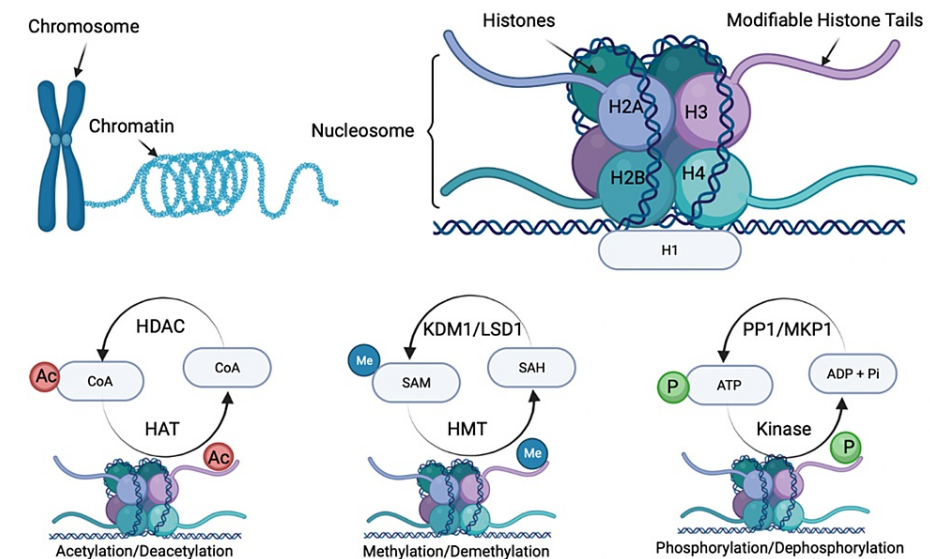 Chromosome
Chromatin
Nucleosome
Histones
Modifiable Histone Tails
H2A
H3
H2B
H4
H1
HDAC
Ac
CoA
CoA
HAT
Ac
Acetylation/Deacetylation
KDM1/LSD1
Me
SAM
SAH
HMT
Me
Methylation/Demethylation
PP1/MKP1
P
ATP
ADP + Pi
Kinase
P
Phosphorylation/Dephosphorylation